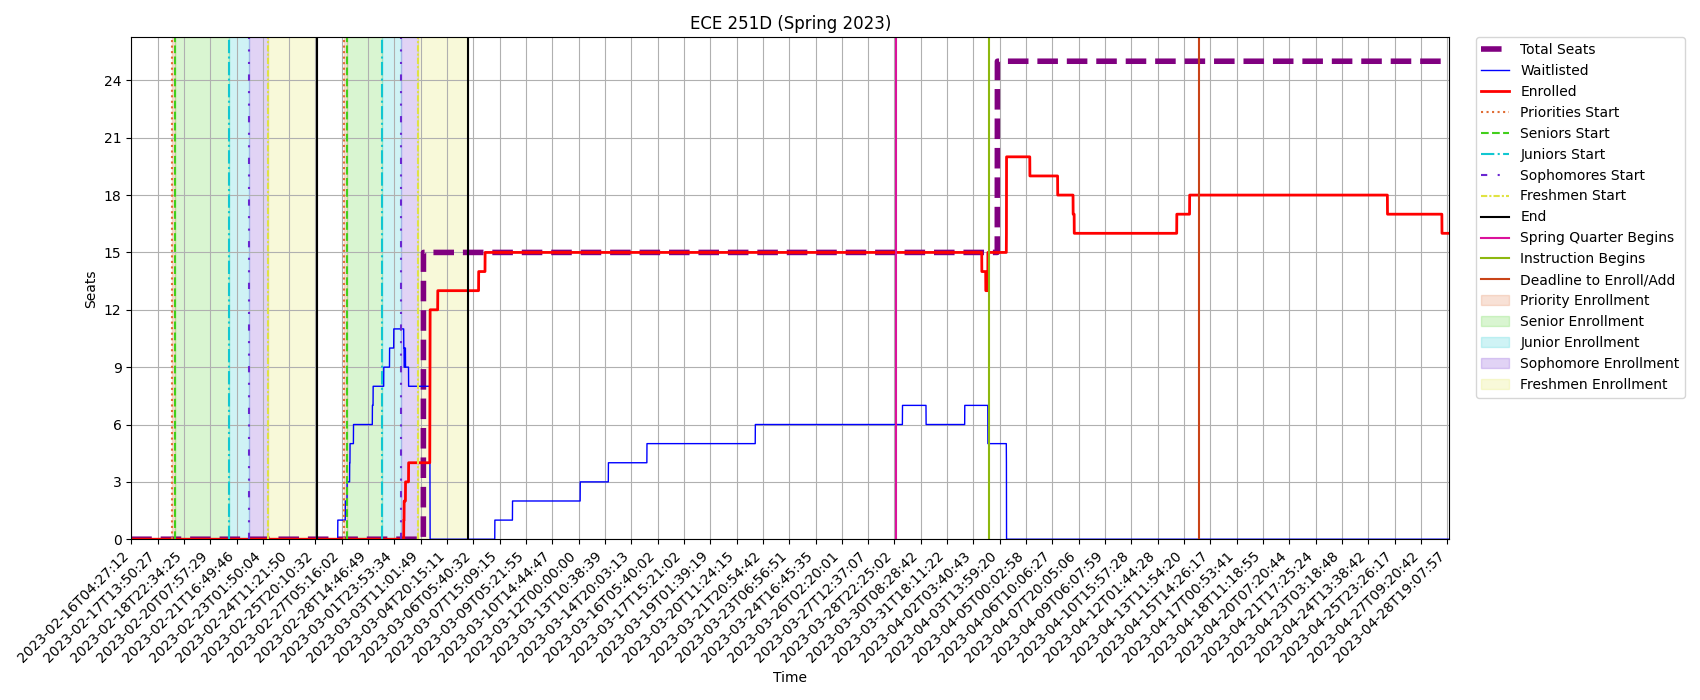 ECE 251D (Spring 2023)
Seats
24
21
18
15
12
9
6
3
0
2023-02-16T04:27:12
2023-02-17T13:50:27
2023-02-18T22:34:25
2023-02-20T07:57:29
2023-02-21T16:49:46
2023-02-23T01:50:04
2023-02-24T11:21:50
2023-02-25T20:10:32
2023-02-27T05:16:02
2023-02-28T14:46:49
2023-03-01T23:53:34
2023-03-03T11:01:49
2023-03-04T20:15:11
2023-03-06T05:40:32
2023-03-07T15:09:15
2023-03-09T05:21:55
2023-03-10T14:44:47
2023-03-12T00:00:00
2023-03-13T10:38:39
2023-03-14T20:03:13
2023-03-16T05:40:02
2023-03-17T15:21:02
2023-03-19T01:39:19
2023-03-20T11:24:15
2023-03-21T20:54:42
2023-03-23T06:56:51
2023-03-24T16:45:35
2023-03-26T02:20:01
2023-03-27T12:37:07
2023-03-28T22:25:02
2023-03-30T08:28:42
2023-03-31T18:11:22
2023-04-02T03:40:43
2023-04-03T13:59:20
2023-04-05T00:02:58
2023-04-06T10:06:27
2023-04-07T20:05:06
2023-04-09T06:07:59
2023-04-10T15:57:28
2023-04-12T01:44:28
2023-04-13T11:54:20
2023-04-15T14:26:17
2023-04-17T00:53:41
2023-04-18T11:18:55
2023-04-20T07:20:44
2023-04-21T17:25:24
2023-04-23T03:18:48
2023-04-24T13:38:42
2023-04-25T23:26:17
2023-04-27T09:20:42
2023-04-28T19:07:57
Time
Total Seats
Waitlisted
Enrolled
Priorities Start
Seniors Start
Juniors Start
Sophomores Start
Freshmen Start
End
Spring Quarter Begins
Instruction Begins
Deadline to Enroll/Add
Priority Enrollment
Senior Enrollment
Junior Enrollment
Sophomore Enrollment
Freshmen Enrollment